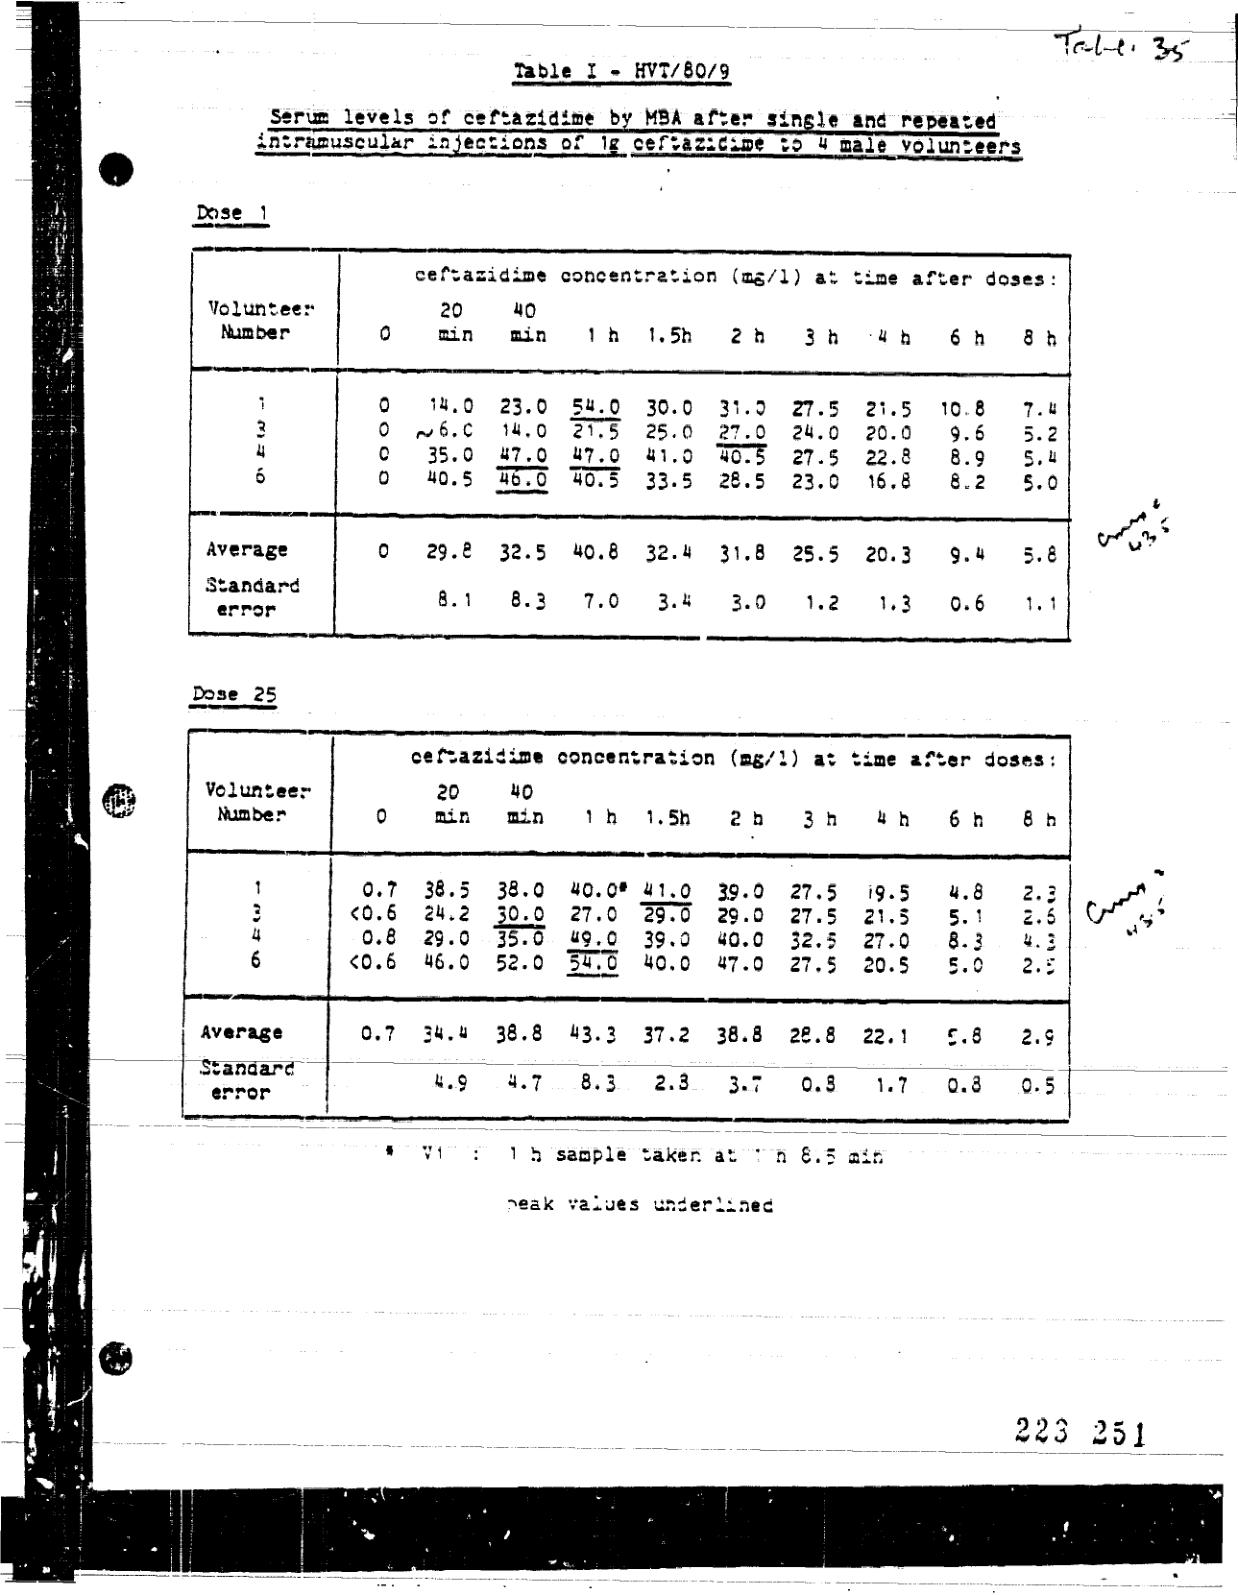 Table 35
Table I - HVT/80/9
Serum levels of ceftazidime by MBA after single and repeated
intramuscular injections of 1g ceftazidime to 4 male volunteers
Dose 1
ceftazidime concentration (mg/l) at time after doses:
Volunteer 20 40
Number 0 min min 1 h 1.5h 2 h 3 h 4 h 6 h 8 h
1 0 14.0 23.0 54.0 30.0 31.0 27.5 21.5 10.8 7.4
3 0 ~6.0 14.0 21.5 25.0 27.0 24.0 20.0 9.6 5.2
4 0 35.0 47.0 47.0 41.0 40.5 27.5 22.8 8.9 5.4
6 0 40.5 46.0 40.5 33.5 28.5 23.0 16.8 8.2 5.0
Cmax
43.5
Average 0 29.8 32.5 40.8 32.4 31.8 25.5 20.3 9.4 5.8
Standard
error 8.1 8.3 7.0 3.4 3.0 1.2 1.3 0.6 1.1
Dose 25
ceftazidime concentration (mg/l) at time after doses:
Volunteer 20 40
Number 0 min min 1 h 1.5h 2 h 3 h 4 h 6 h 8 h
1 0.7 38.5 38.0 40.0* 41.0 39.0 27.5 19.5 4.8 2.3
3 <0.6 24.2 30.0 27.0 29.0 29.0 27.5 21.5 5.1 2.6
4 0.8 29.0 35.0 49.0 39.0 40.0 32.5 27.0 8.3 4.3
6 <0.6 46.0 52.0 54.0 40.0 47.0 27.5 20.5 5.0 2.5
Cmax
43.5
Average 0.7 34.4 38.8 43.3 37.2 38.8 28.8 22.1 5.8 2.9
Standard
error 4.9 4.7 8.3 2.8 3.7 0.8 1.7 0.8 0.5
* V1 : 1 h sample taken at 1 h 8.5 min
peak values underlined
223 251